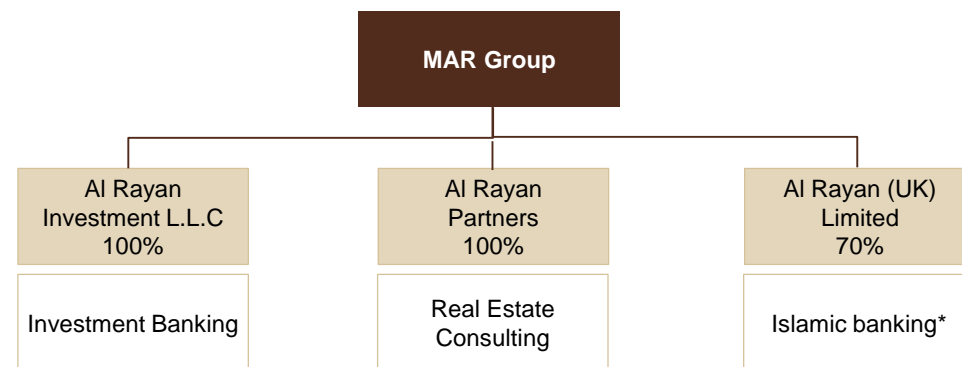 MAR Group
Al Rayan
Investment L.L.C
100%
Al Rayan
Partners
100%
Al Rayan (UK)
Limited
70%
Investment Banking
Real Estate
Consulting
Islamic banking*